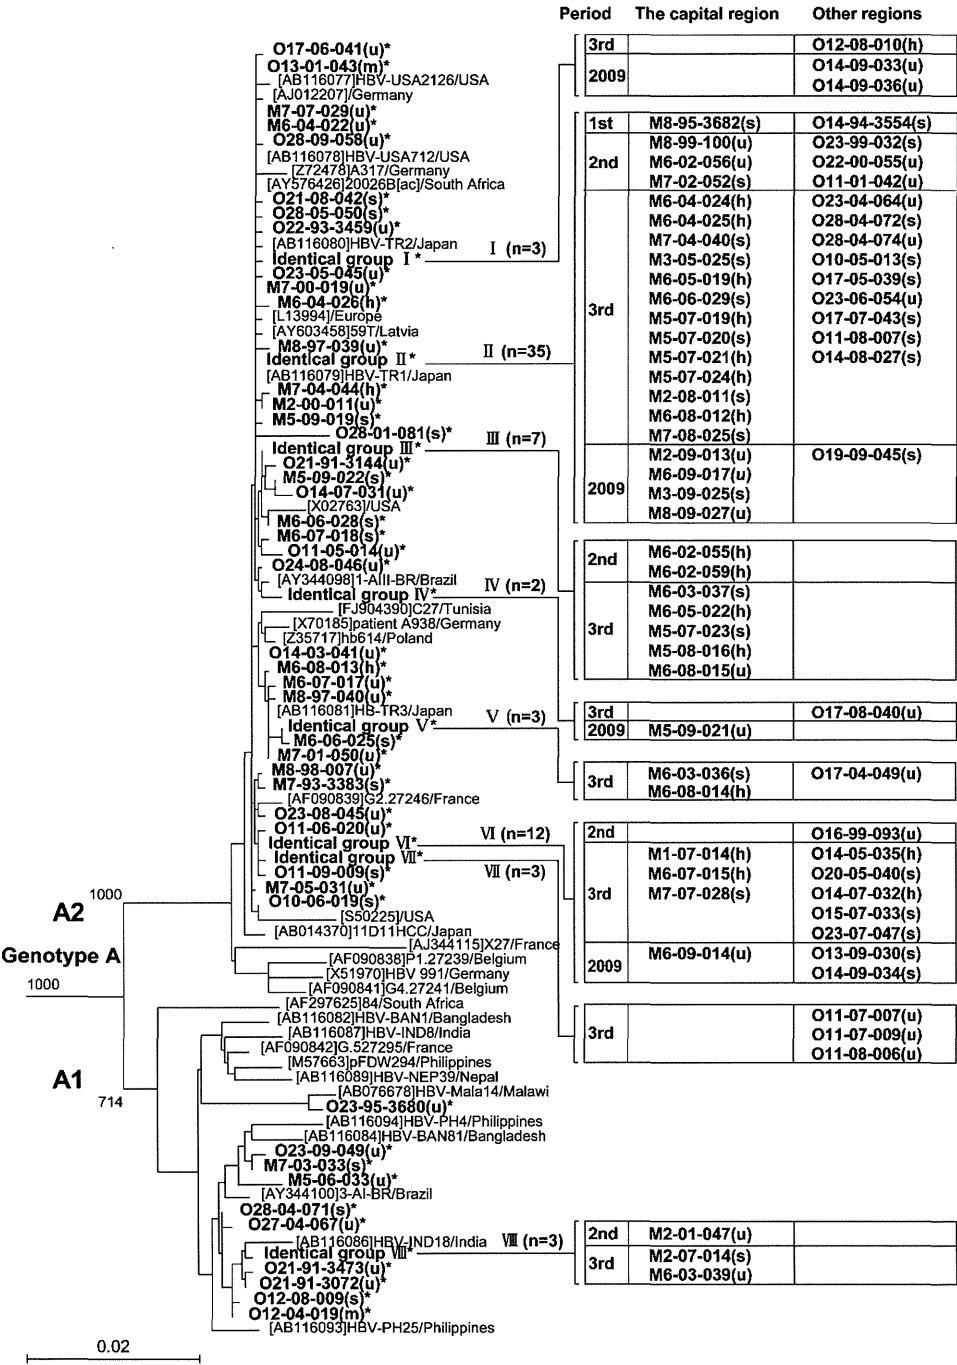 Period The capital region Other regions
O17-06-041(u)*
O13-01-043(m)*
[AB116077]HBV-USA2126/USA
[AJ012207]/Germany
M7-07-029(u)*
M6-04-022(u)*
O28-09-058(u)*
[AB116078]HBV-USA712/USA
[Z72478]A317/Germany
[AY576426]20026B[ac]/South Africa
O21-08-042(s)*
O28-05-050(s)*
O22-93-3459(u)*
[AB116080]HBV-TR2/Japan
Identical group Ⅰ* Ⅰ (n=3)
O23-05-045(u)*
M7-00-019(u)*
M6-04-026(h)*
[L13994]/Europe
[AY603458]59T/Latvia
M8-97-039(u)*
Identical group Ⅱ* Ⅱ (n=35)
[AB116079]HBV-TR1/Japan
M7-04-044(h)*
M2-00-011(u)*
M5-09-019(s)*
O28-01-081(s)*
Identical group Ⅲ* Ⅲ (n=7)
O21-91-3144(u)*
M5-09-022(s)*
O14-07-031(u)*
[X02763]/USA
M6-06-028(s)*
M6-07-018(s)*
O11-05-014(u)*
O24-08-046(u)*
[AY344098]1-AIII-BR/Brazil
Identical group Ⅳ* Ⅳ (n=2)
[FJ904390]C27/Tunisia
[X70185]patient A938/Germany
[Z35717]hb614/Poland
O14-03-041(u)*
M6-08-013(h)*
M6-07-017(u)*
M8-97-040(u)*
[AB116081]HB-TR3/Japan
Identical group Ⅴ* Ⅴ (n=3)
M6-06-025(s)*
M7-01-050(u)*
M8-98-007(u)*
M7-93-3383(s)*
[AF090839]G2.27246/France
O23-08-045(u)*
O11-06-020(u)*
Identical group Ⅵ* Ⅵ (n=12)
Identical group Ⅶ* Ⅶ (n=3)
O11-09-009(s)*
M7-05-031(u)*
O10-06-019(s)*
[S50225]/USA
[AB014370]11D11HCC/Japan
[AJ344115]X27/France
[AF090838]P1.27239/Belgium
[X51970]HBV 991/Germany
[AF090841]G4.27241/Belgium
[AF297625]84/South Africa
[AB116082]HBV-BAN1/Bangladesh
[AB116087]HBV-IND8/India
[AF090842]G.527295/France
[M57663]pFDW294/Philippines
[AB116089]HBV-NEP39/Nepal
[AB076678]HBV-Mala14/Malawi
O23-95-3680(u)*
[AB116094]HBV-PH4/Philippines
[AB116084]HBV-BAN81/Bangladesh
O23-09-049(u)*
M7-03-033(s)*
M5-06-033(u)*
[AY344100]3-AI-BR/Brazil
O28-04-071(s)*
O27-04-067(u)*
[AB116086]HBV-IND18/India
Identical group Ⅷ* Ⅷ (n=3)
O21-91-3473(u)*
O21-91-3072(u)*
O12-08-009(s)*
O12-04-019(m)*
[AB116093]HBV-PH25/Philippines
A2
1000
Genotype A
1000
A1
714
0.02
3rd O12-08-010(h)
2009 O14-09-033(u)
O14-09-036(u)
1st M8-95-3682(s) O14-94-3554(s)
2nd M8-99-100(u) O23-99-032(s)
M6-02-056(u) O22-00-055(u)
M7-02-052(s) O11-01-042(u)
3rd M6-04-024(h) O23-04-064(u)
M6-04-025(h) O28-04-072(s)
M7-04-040(s) O28-04-074(u)
M3-05-025(s) O10-05-013(s)
M6-05-019(h) O17-05-039(s)
M6-06-029(s) O23-06-054(u)
M5-07-019(h) O17-07-043(s)
M5-07-020(s) O11-08-007(s)
M5-07-021(h) O14-08-027(s)
M5-07-024(h)
M2-08-011(s)
M6-08-012(h)
M7-08-025(s)
2009 M2-09-013(u) O19-09-045(s)
M6-09-017(u)
M3-09-025(s)
M8-09-027(u)
2nd M6-02-055(h)
M6-02-059(h)
3rd M6-03-037(s)
M6-05-022(h)
M5-07-023(s)
M5-08-016(h)
M6-08-015(u)
3rd O17-08-040(u)
2009 M5-09-021(u)
3rd M6-03-036(s) O17-04-049(u)
M6-08-014(h)
2nd O16-99-093(u)
3rd M1-07-014(h) O14-05-035(h)
M6-07-015(h) O20-05-040(s)
M7-07-028(s) O14-07-032(h)
O15-07-033(s)
O23-07-047(s)
2009 M6-09-014(u) O13-09-030(s)
O14-09-034(s)
3rd O11-07-007(u)
O11-07-009(u)
O11-08-006(u)
2nd M2-01-047(u)
3rd M2-07-014(s)
M6-03-039(u)